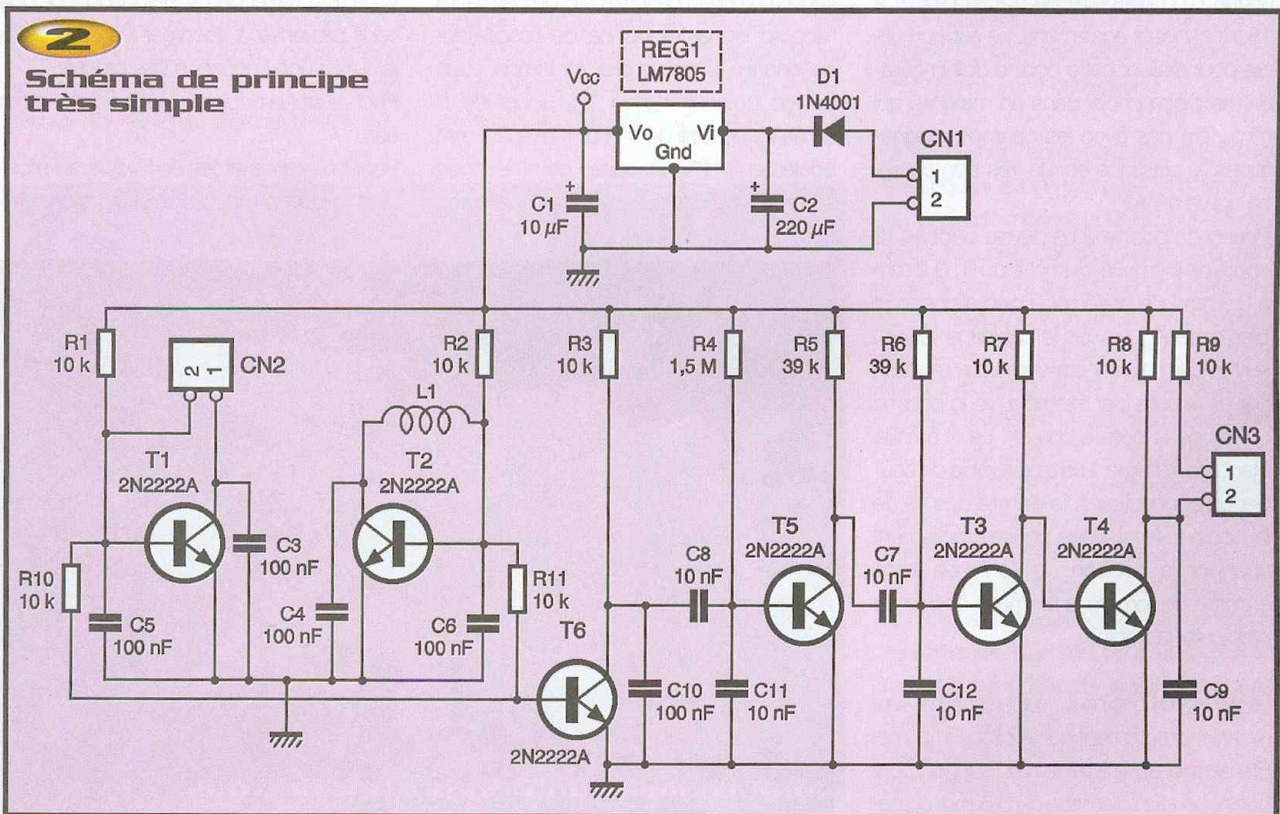 2
Schéma de principe
très simple
REG1
LM7805
Vcc
Vo
Vi
Gnd
D1
1N4001
CN1
1
2
C1
10 µF
C2
220 µF
R1
10 k
2
1
CN2
R2
10 k
L1
R3
10 k
R4
1,5 M
R5
39 k
R6
39 k
R7
10 k
R8
10 k
R9
10 k
CN3
1
2
T1
2N2222A
T2
2N2222A
T5
2N2222A
T3
2N2222A
T4
2N2222A
C3
100 nF
C8
10 nF
C7
10 nF
R10
10 k
C5
100 nF
C4
100 nF
C6
100 nF
R11
10 k
T6
2N2222A
C10
100 nF
C11
10 nF
C12
10 nF
C9
10 nF